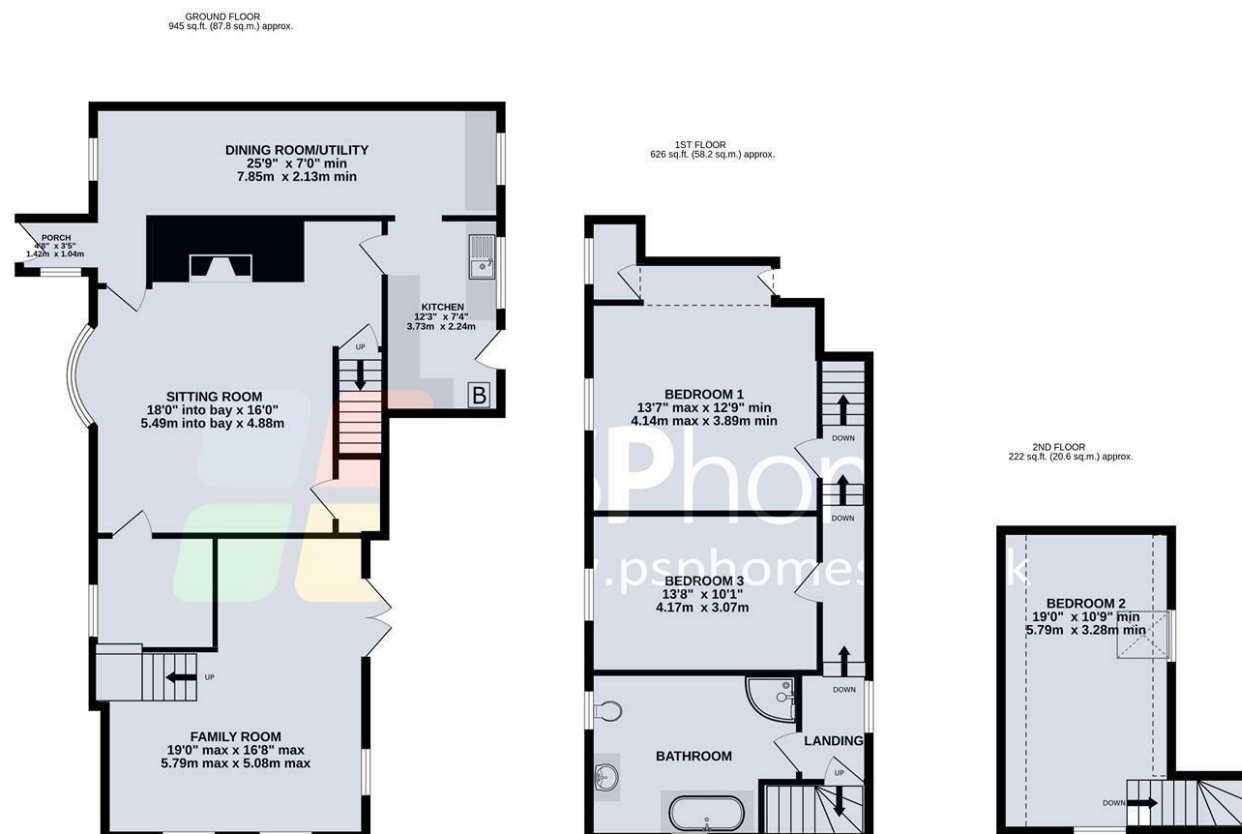 GROUND FLOOR
945 sq.ft. (87.8 sq.m.) approx.
DINING ROOM/UTILITY
25'9" x 7'0" min
7.85m x 2.13m min
PORCH
4'8" x 3'5"
1.42m x 1.04m
KITCHEN
12'3" x 7'4"
3.73m x 2.24m
UP
SITTING ROOM
18'0" into bay x 16'0"
5.49m into bay x 4.88m
B
UP
FAMILY ROOM
19'0" max x 16'8" max
5.79m max x 5.08m max
1ST FLOOR
626 sq.ft. (58.2 sq.m.) approx.
BEDROOM 1
13'7" max x 12'9" min
4.14m max x 3.89m min
DOWN
DOWN
BEDROOM 3
13'8" x 10'1"
4.17m x 3.07m
DOWN
BATHROOM
LANDING
UP
2ND FLOOR
222 sq.ft. (20.6 sq.m.) approx.
BEDROOM 2
19'0" x 10'9" min
5.79m x 3.28m min
DOWN